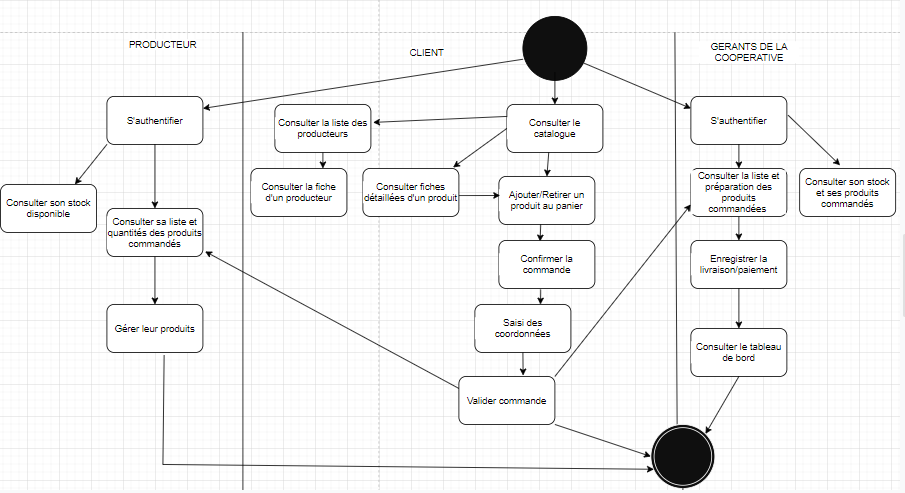 PRODUCTEUR
CLIENT
GERANTS DE LA
COOPERATIVE
S'authentifier
Consulter son stock
disponible
Consulter sa liste et
quantités des produits
commandés
Gérer leur produits
Consulter la liste des
producteurs
Consulter la fiche
d'un producteur
Consulter le
catalogue
Consulter fiches
détaillées d'un produit
Ajouter/Retirer un
produit au panier
Confirmer la
commande
Saisi des
coordonnées
Valider commande
S'authentifier
Consulter la liste et
préparation des
produits
commandées
Consulter son stock
et ses produits
commandés
Enregistrer la
livraison/paiement
Consulter le tableau
de bord